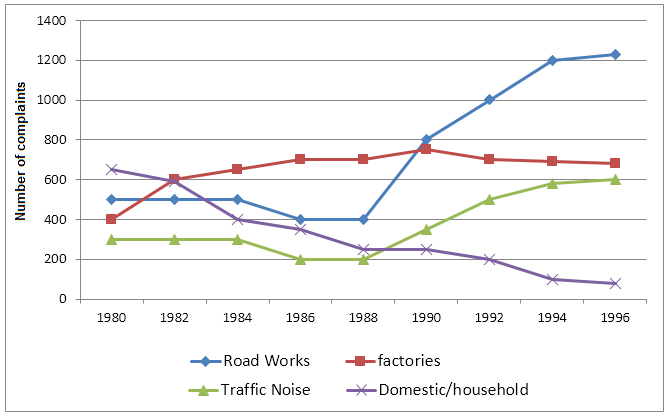 1400
1200
1000
800
600
400
200
0
Number of complaints
1980 1982 1984 1986 1988 1990 1992 1994 1996
Road Works factories
Traffic Noise Domestic/household